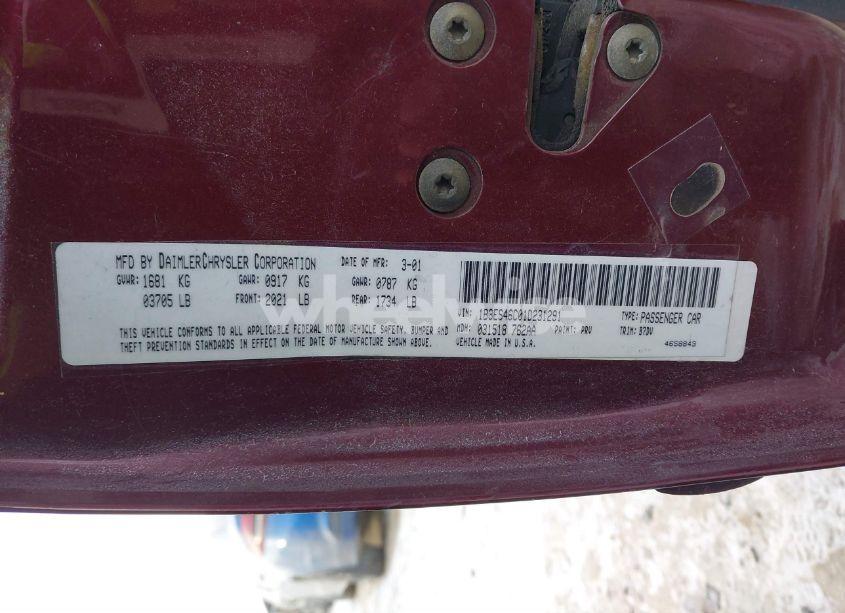 MFD BY DAIMLERCHRYSLER CORPORATION DATE OF MFR: 3-01
GVWR: 1681 KG GAWR: 0917 KG GAWR: 0787 KG
03705 LB FRONT: 2021 LB REAR: 1734 LB
THIS VEHICLE CONFORMS TO ALL APPLICABLE FEDERAL MOTOR VEHICLE SAFETY, BUMPER AND
THEFT PREVENTION STANDARDS IN EFFECT ON THE DATE OF MANUFACTURE SHOWN ABOVE.
VIN: 1B3ES46C01D231291 TYPE: PASSENGER CAR
MDH: 031518 762AA PAINT: PRV TRIM: B7DV
VEHICLE MADE IN U.S.A. 4658843